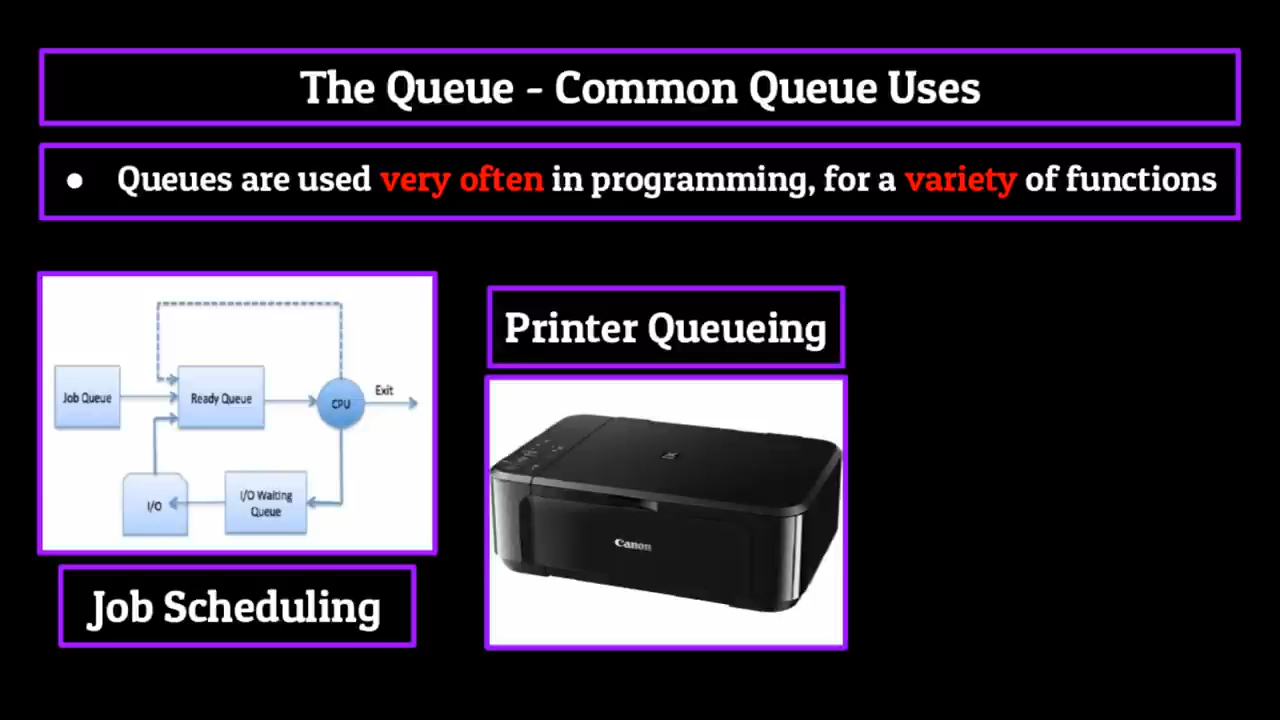 The Queue - Common Queue Uses
● Queues are used very often in programming, for a variety of functions
Job Queue
Ready Queue
CPU
Exit
I/O
I/O Waiting
Queue
Job Scheduling
Printer Queueing
Canon